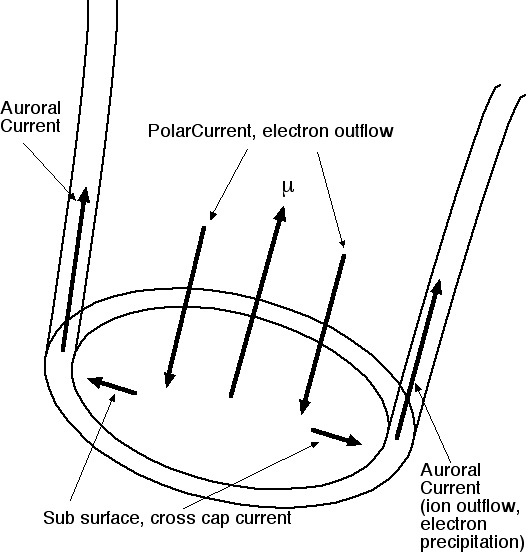 Auroral
Current
PolarCurrent, electron outflow
μ
Auroral
Current
(ion outflow,
electron
precipitation)
Sub surface, cross cap current